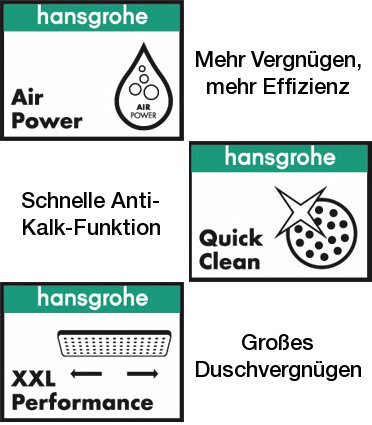 hansgrohe
Air
Power
AIR
POWER
Mehr Vergnügen,
mehr Effizienz
Schnelle Anti-
Kalk-Funktion
hansgrohe
Quick
Clean
hansgrohe
XXL
Performance
Großes
Duschvergnügen